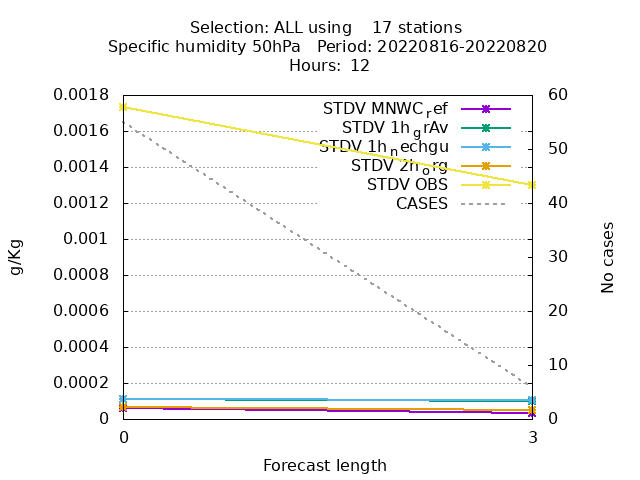 Selection: ALL using    17 stations
Specific humidity 50hPa   Period: 20220816-20220820
Hours:  12
0.0018
0.0016
0.0014
0.0012
0.001
0.0008
0.0006
0.0004
0.0002
0
g/Kg
STDV MNWC_ref
STDV 1h_grAv
STDV 1h_nechgu
STDV 2h_org
STDV OBS
CASES
60
50
40
30
20
10
0
No cases
0
3
Forecast length